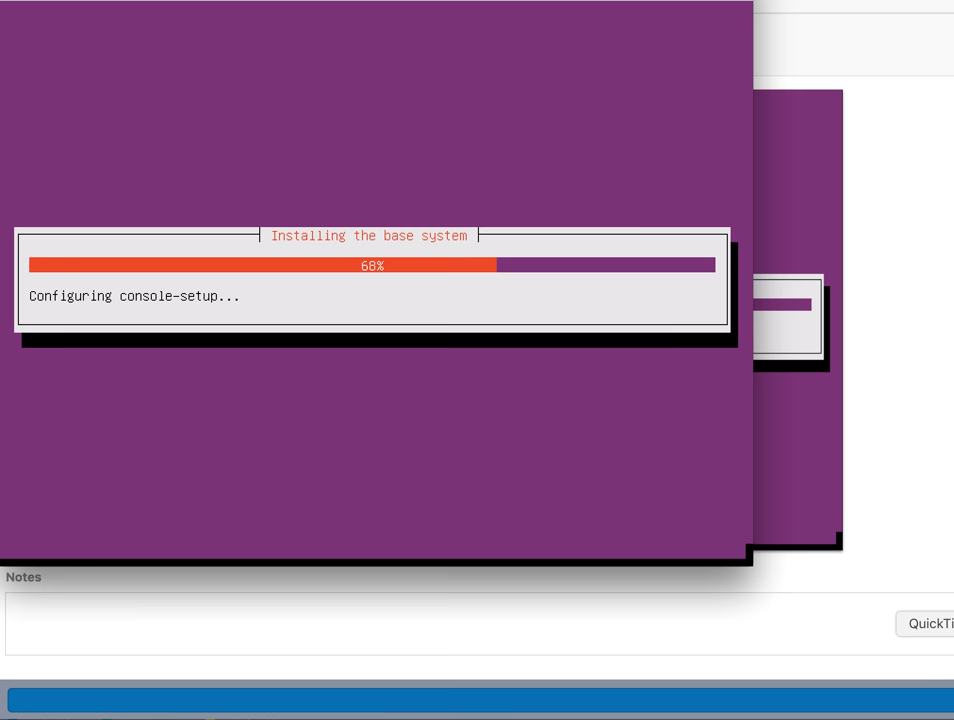 Installing the base system
68%
Configuring console-setup...
Notes
QuickTi